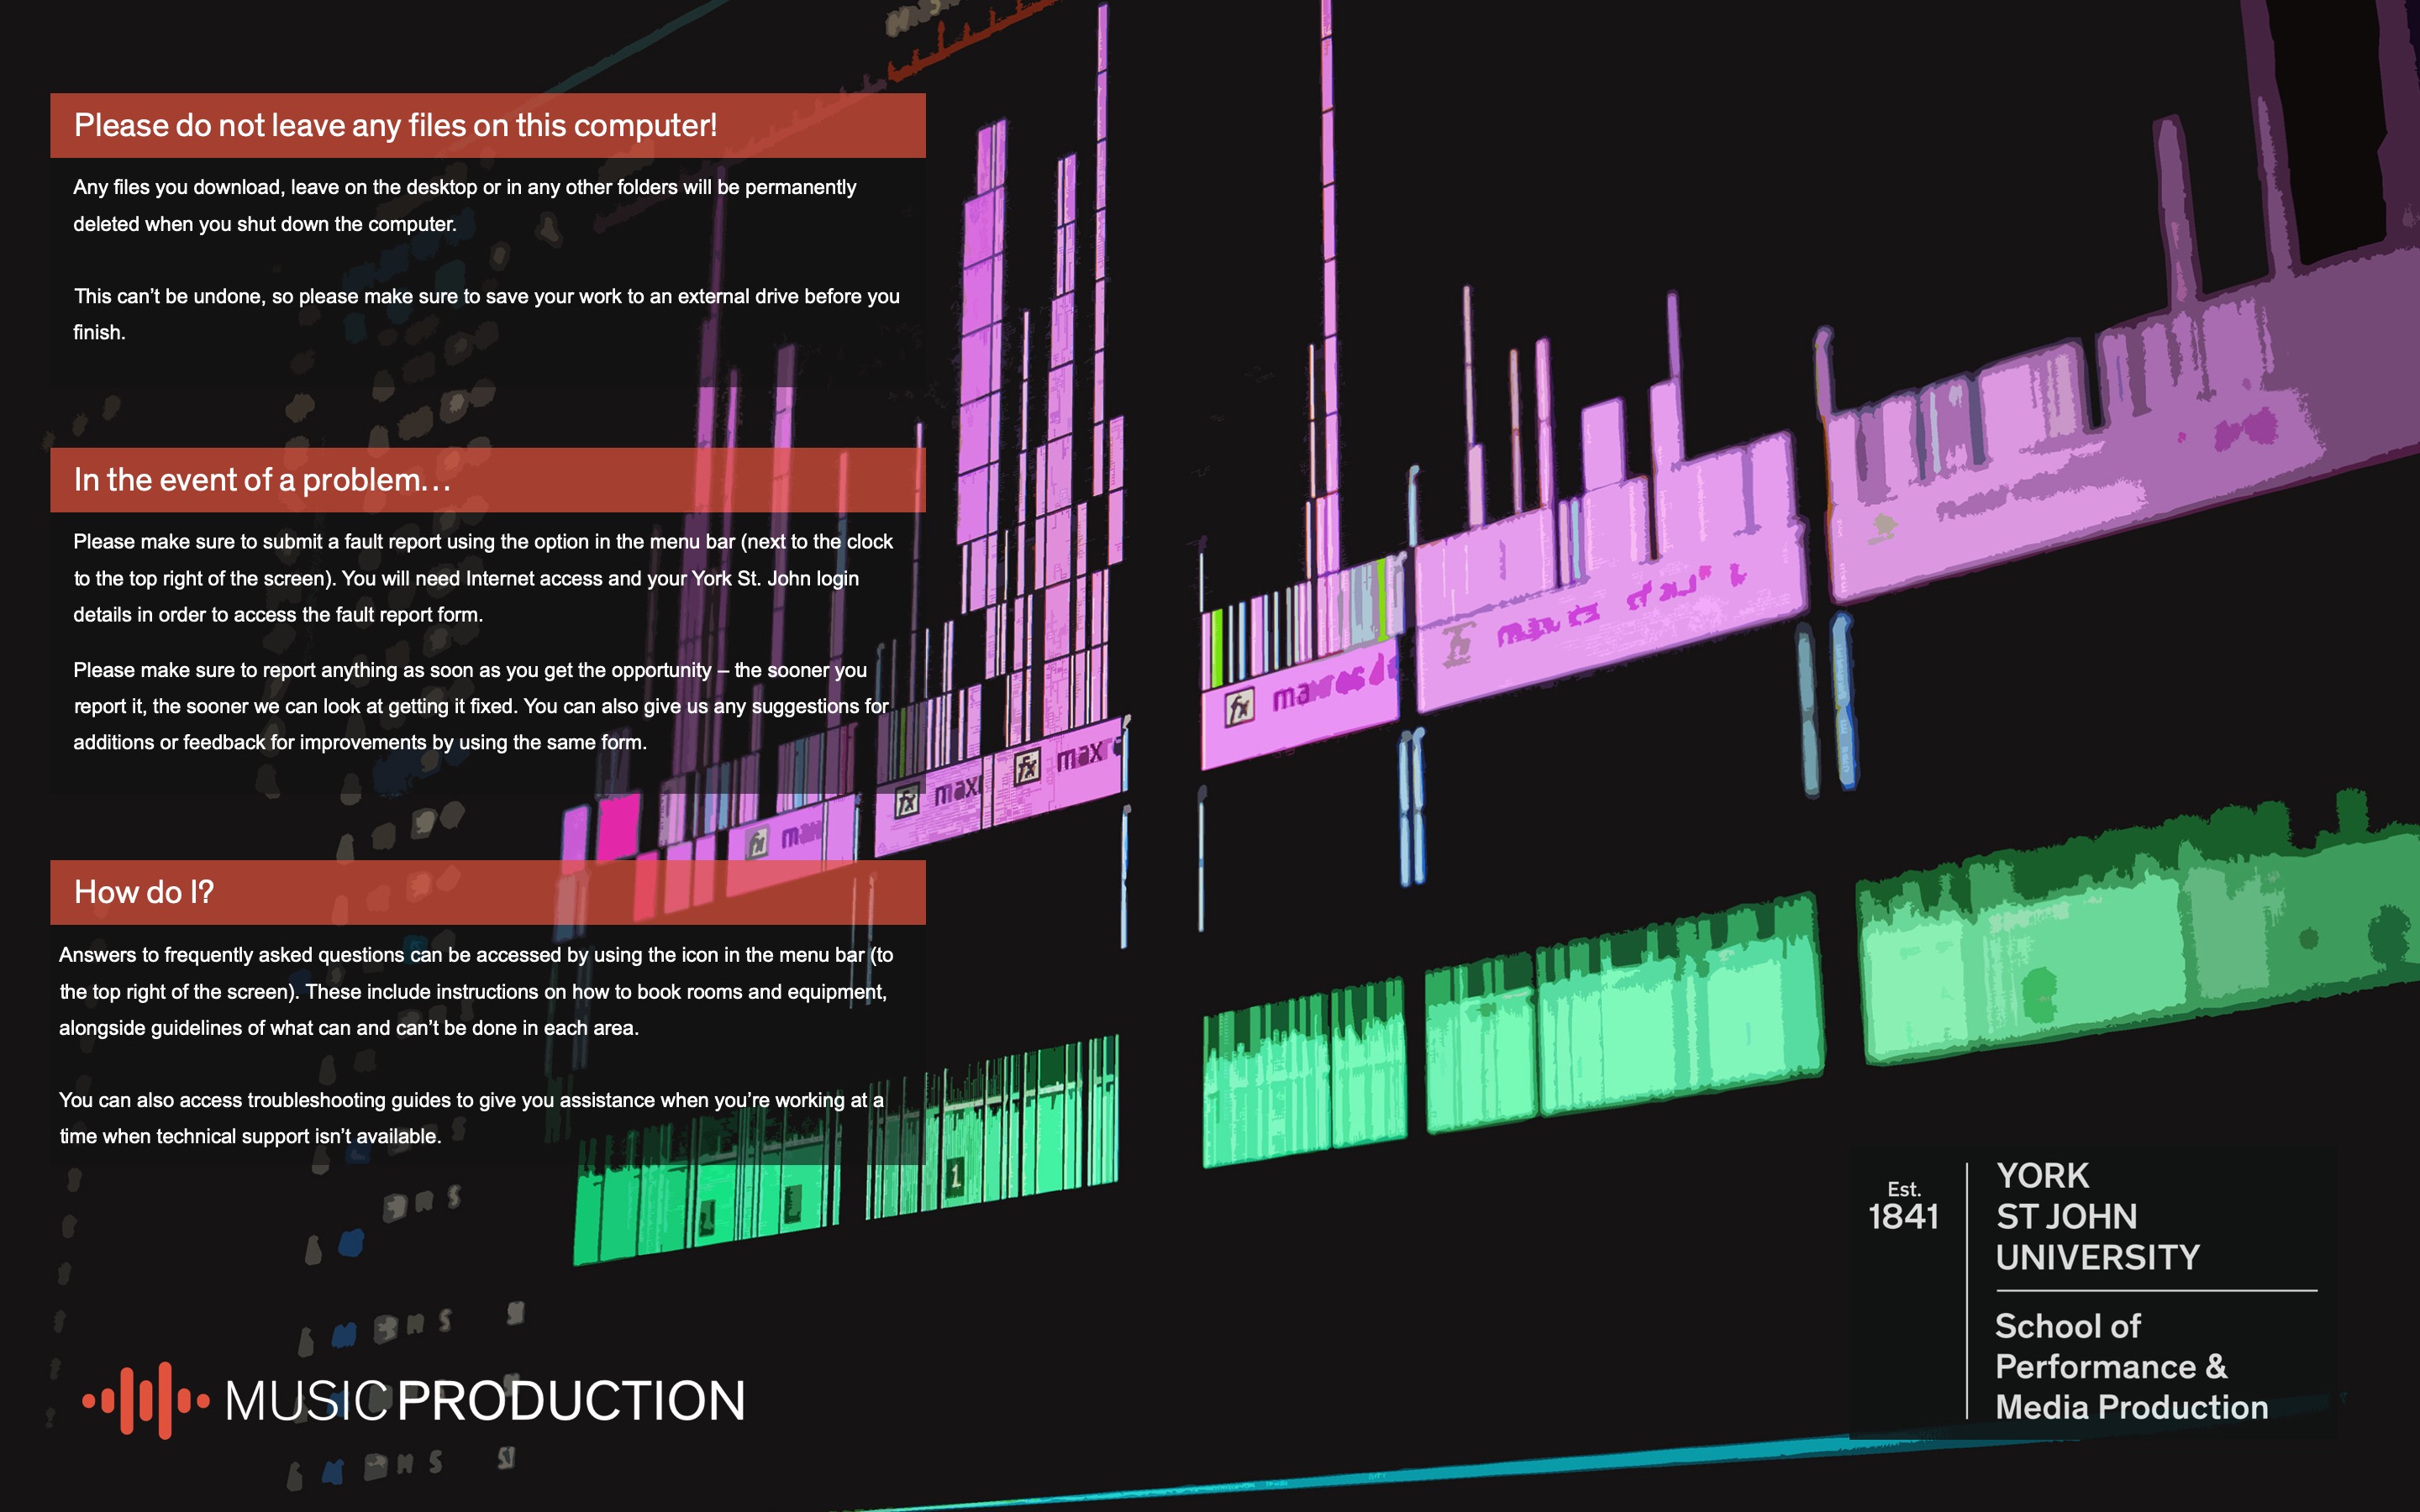 Please do not leave any files on this computer!
Any files you download, leave on the desktop or in any other folders will be permanently
deleted when you shut down the computer.
This can’t be undone, so please make sure to save your work to an external drive before you
finish.
In the event of a problem…
Please make sure to submit a fault report using the option in the menu bar (next to the clock
to the top right of the screen). You will need Internet access and your York St. John login
details in order to access the fault report form.
Please make sure to report anything as soon as you get the opportunity – the sooner you
report it, the sooner we can look at getting it fixed. You can also give us any suggestions for
additions or feedback for improvements by using the same form.
How do I?
Answers to frequently asked questions can be accessed by using the icon in the menu bar (to
the top right of the screen). These include instructions on how to book rooms and equipment,
alongside guidelines of what can and can’t be done in each area.
You can also access troubleshooting guides to give you assistance when you’re working at a
time when technical support isn’t available.
fx
fx
fx
fx
1
MUSIC PRODUCTION
Est.
1841
YORK
ST JOHN
UNIVERSITY
School of
Performance &
Media Production